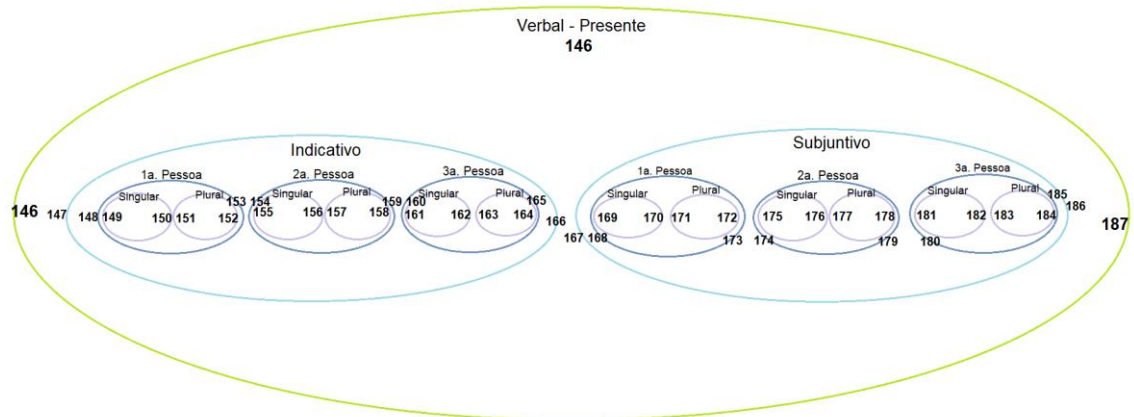 Verbal - Presente
146
Indicativo
Subjuntivo
1a. Pessoa
2a. Pessoa
3a. Pessoa
1a. Pessoa
2a. Pessoa
3a. Pessoa
Singular Plural
Singular Plural
Singular Plural
Singular Plural
Singular Plural
Singular Plural
146 147 148 149 150 151 152 153 154 155 156 157 158 159 160 161 162 163 164 165 166
167 168 169 170 171 172 173 174 175 176 177 178 179 180 181 182 183 184 185 186 187